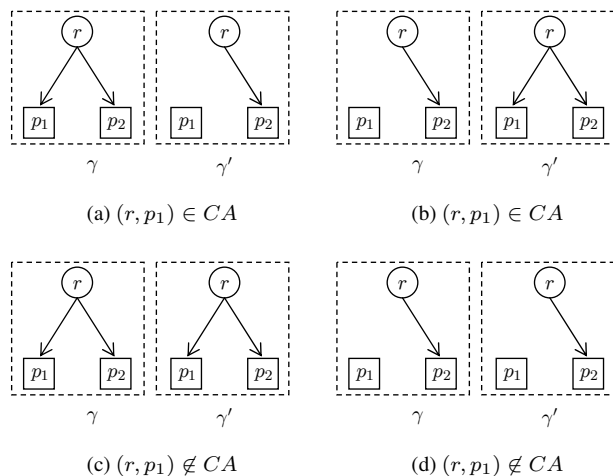 r r r r
p₁ p₂ p₁ p₂ p₁ p₂ p₁ p₂
γ γ′ γ γ′
(a) (r, p₁) ∈ CA (b) (r, p₁) ∈ CA
r r r r
p₁ p₂ p₁ p₂ p₁ p₂ p₁ p₂
γ γ′ γ γ′
(c) (r, p₁) ∉ CA (d) (r, p₁) ∉ CA